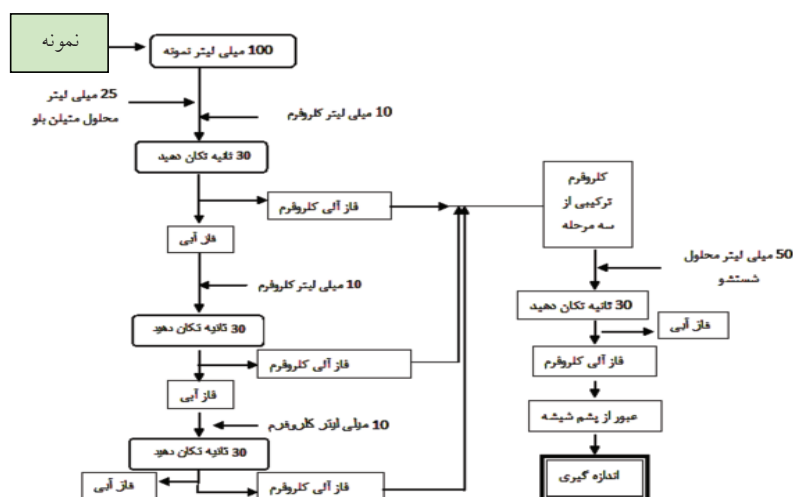 نمونه
100 میلی لیتر نمونه
25 میلی لیتر
محلول متیلن بلو
10 میلی لیتر کلروفرم
30 ثانیه تکان دهید
فاز آلی کلروفرم
فاز آبی
10 میلی لیتر کلروفرم
30 ثانیه تکان دهید
فاز آلی کلروفرم
فاز آبی
10 میلی لیتر کلروفرم
30 ثانیه تکان دهید
فاز آبی
فاز آلی کلروفرم
کلروفرم
ترکیبی از
سه مرحله
50 میلی لیتر محلول
شستشو
30 ثانیه تکان دهید
فاز آبی
فاز آلی کلروفرم
عبور از پشم شیشه
اندازه گیری